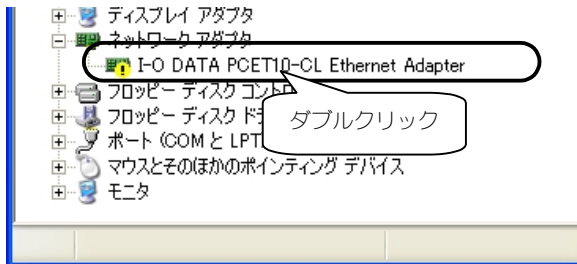 ディスプレイ アダプタ
ネットワーク アダプタ
I-O DATA PCET10-CL Ethernet Adapter
フロッピー ディスク コントロ
フロッピー ディスク ド
ダブルクリック
ポート (COM と LPT
マウスとそのほかのポインティング デバイス
モニタ